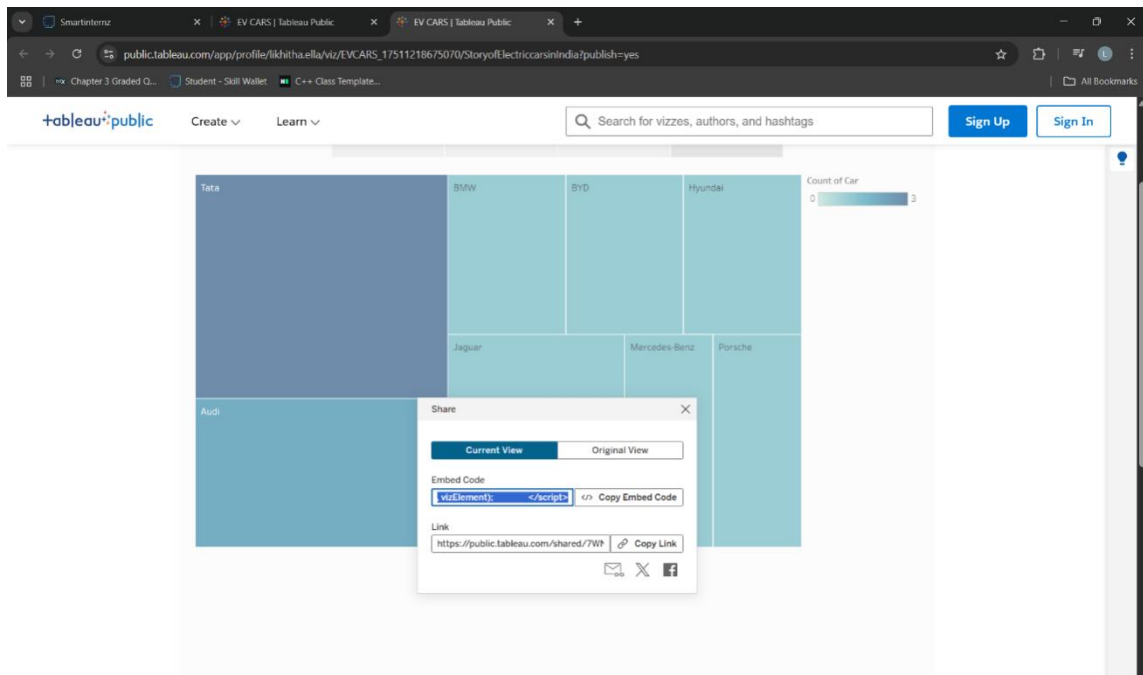 Smartinternz
EV CARS | Tableau Public
EV CARS | Tableau Public
public.tableau.com/app/profile/likhitha.ella/viz/EVCARS_17511218675070/StoryofElectriccarsinIndia?publish=yes
L
Chapter 3 Graded Q...
Student - Skill Wallet
C++ Class Template...
All Bookmarks
tableau public
Create
Learn
Search for vizzes, authors, and hashtags
Sign Up
Sign In
Tata
BMW
BYD
Hyundai
Count of Car
0
3
Jaguar
Mercedes-Benz
Porsche
Audi
Share
Current View
Original View
Embed Code
vizElement); </script>
</> Copy Embed Code
Link
https://public.tableau.com/shared/7W
Copy Link